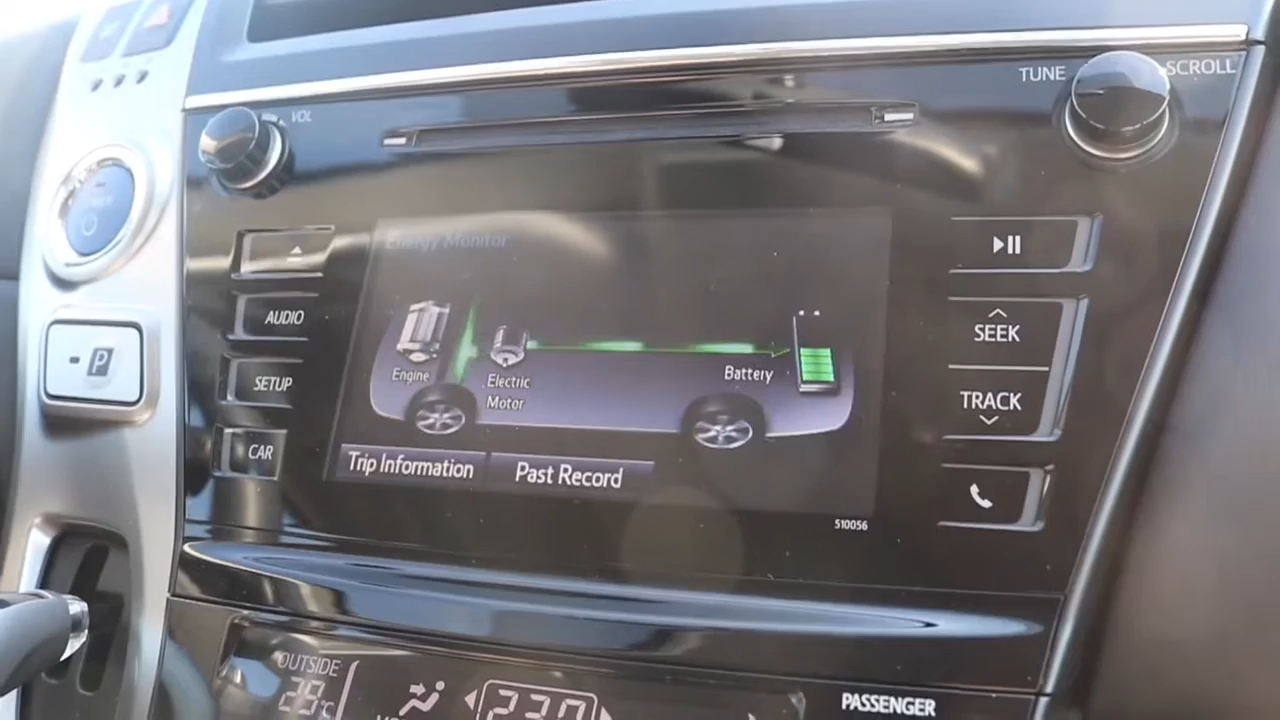 TUNE
SCROLL
VOL
Energy Monitor
AUDIO
SEEK
SETUP
Engine
Electric
Motor
Battery
TRACK
P
CAR
Trip Information
Past Record
510056
OUTSIDE
PASSENGER